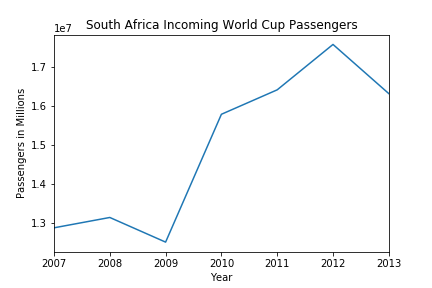 South Africa Incoming World Cup Passengers
1e7
Passengers in Millions
1.7
1.6
1.5
1.4
1.3
2007 2008 2009 2010 2011 2012 2013
Year